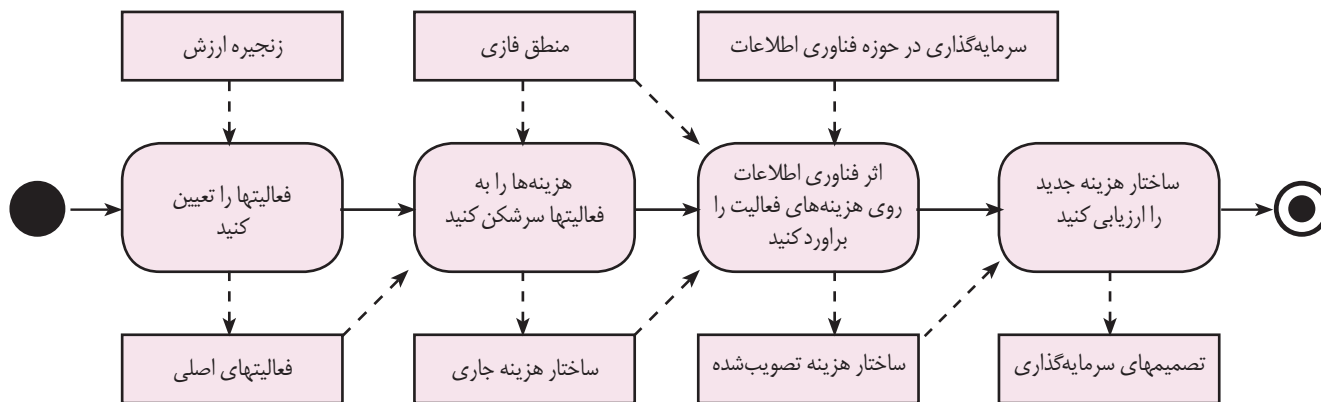 زنجیره ارزش
منطق فازی
سرمایه‌گذاری در حوزه فناوری اطلاعات
فعالیتها را تعیین
کنید
هزینه‌ها را به
فعالیتها سرشکن کنید
اثر فناوری اطلاعات
روی هزینه‌های فعالیت را
براورد کنید
ساختار هزینه جدید
را ارزیابی کنید
فعالیتهای اصلی
ساختار هزینه جاری
ساختار هزینه تصویب‌شده
تصمیمهای سرمایه‌گذاری